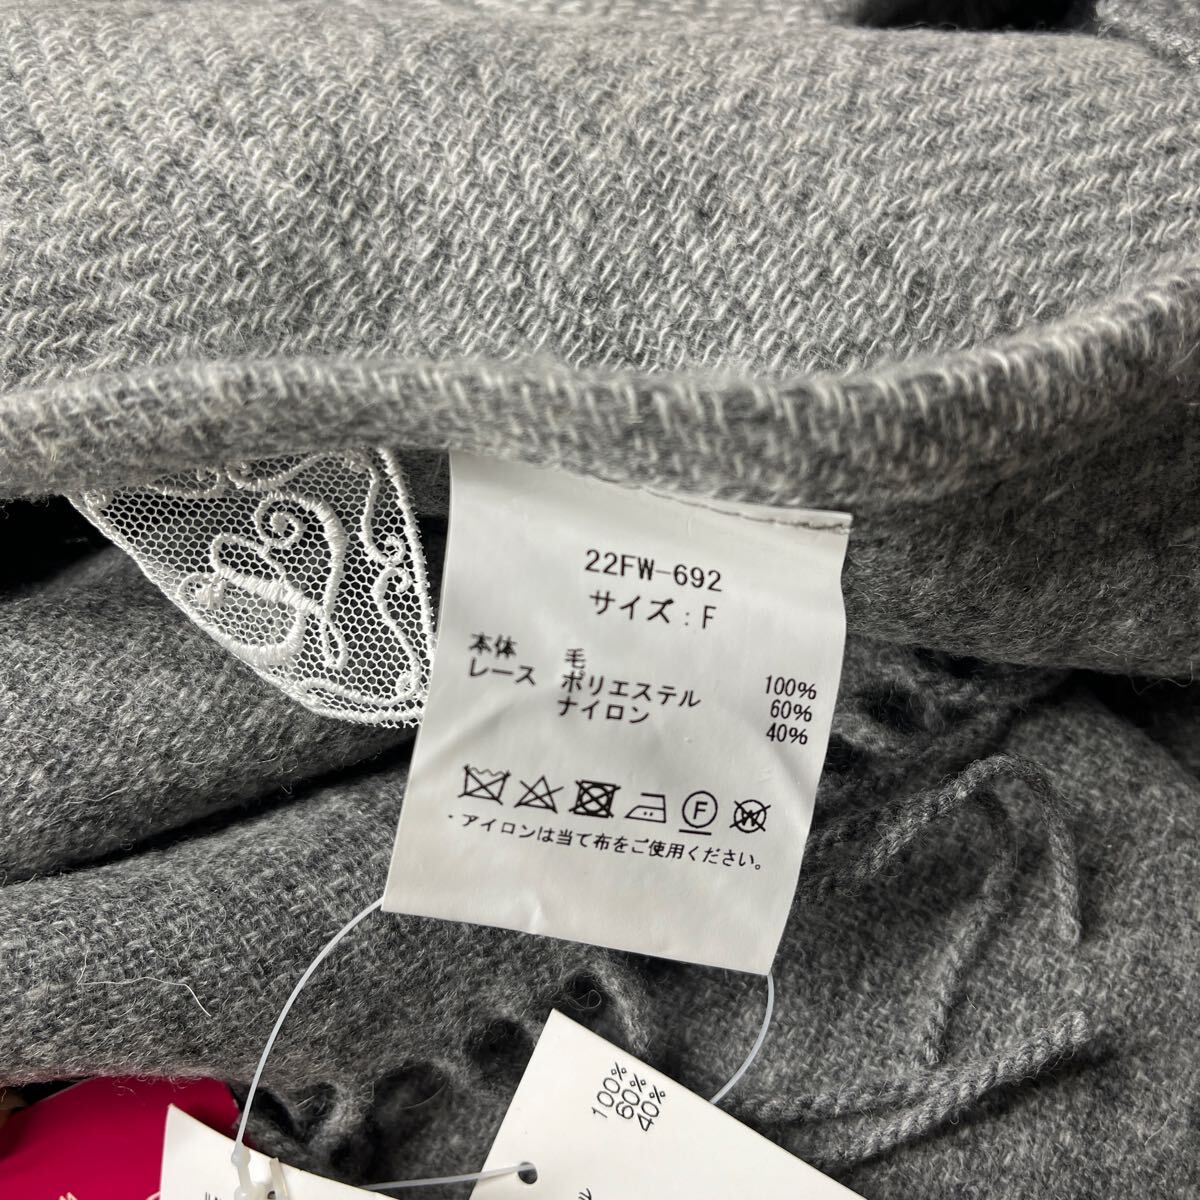 22FW-692
サイズ:F
本体 毛 100%
レース ポリエステル 60%
ナイロン 40%
F
W
・アイロンは当て布をご使用ください。
100%
60%
40%